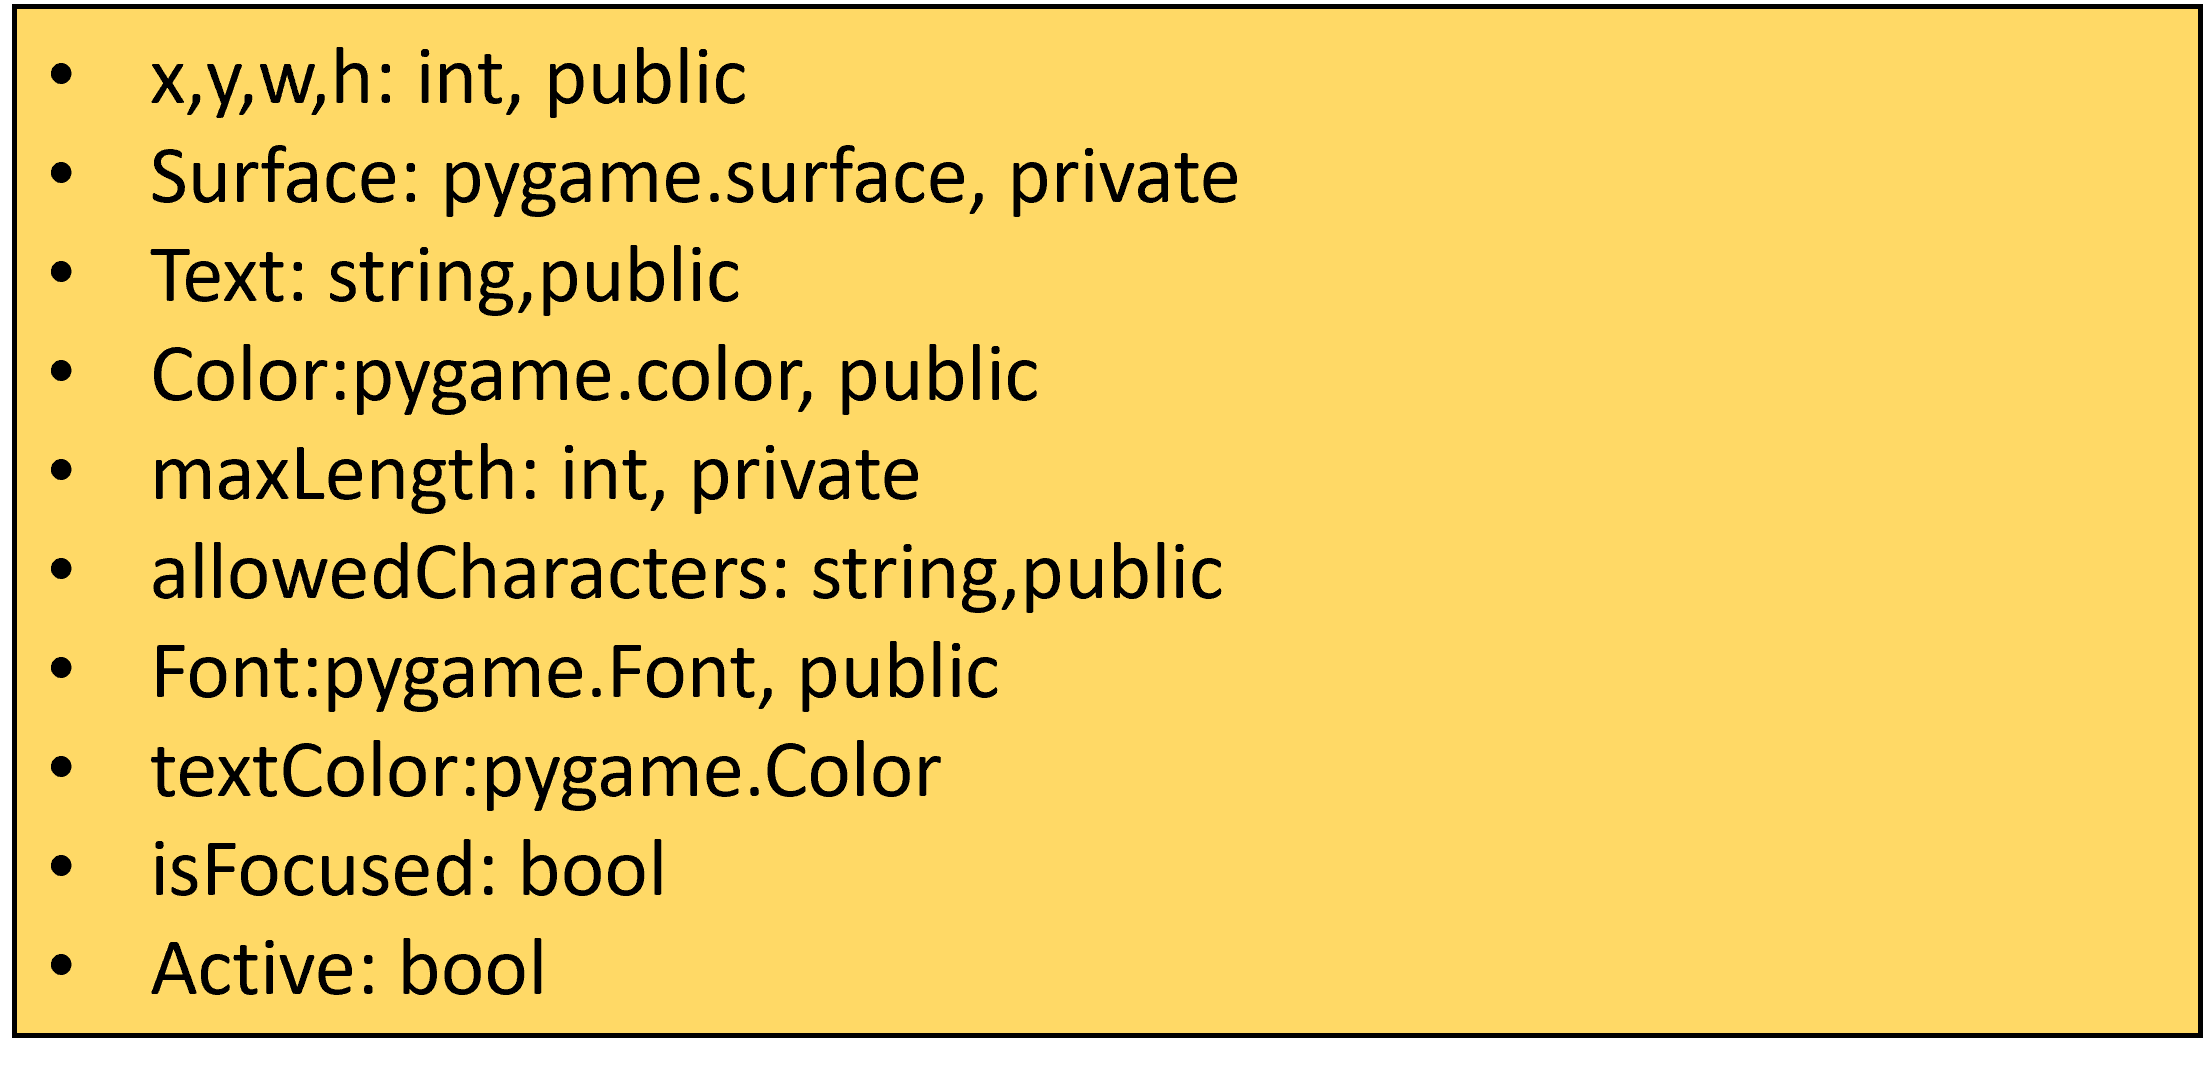 • x,y,w,h: int, public
• Surface: pygame.surface, private
• Text: string,public
• Color:pygame.color, public
• maxLength: int, private
• allowedCharacters: string,public
• Font:pygame.Font, public
• textColor:pygame.Color
• isFocused: bool
• Active: bool